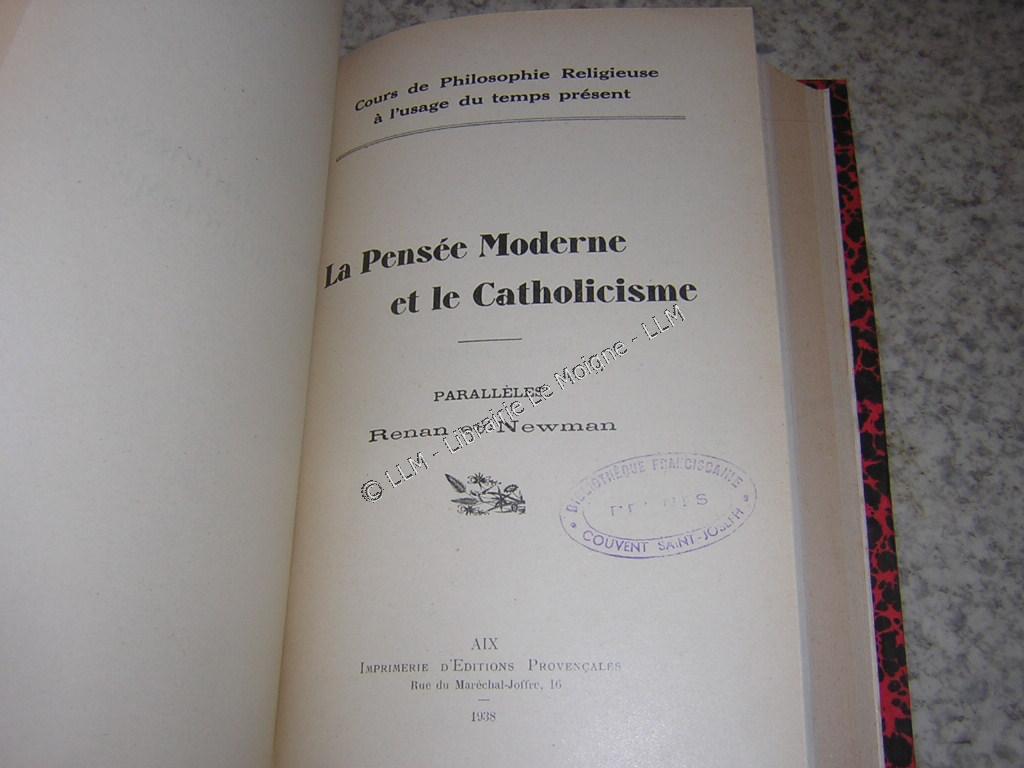 Cours de Philosophie Religieuse
à l'usage du temps présent
La Pensée Moderne
et le Catholicisme
PARALLÈLES
Renan et Newman
© LLM - Librairie Le Moigne - LLM
BIBLIOTHÈQUE FRANCISCAINE
COUVENT SAINT-JOSEPH
AIX
IMPRIMERIE D'EDITIONS PROVENÇALES
Rue du Maréchal-Joffre, 16
1938